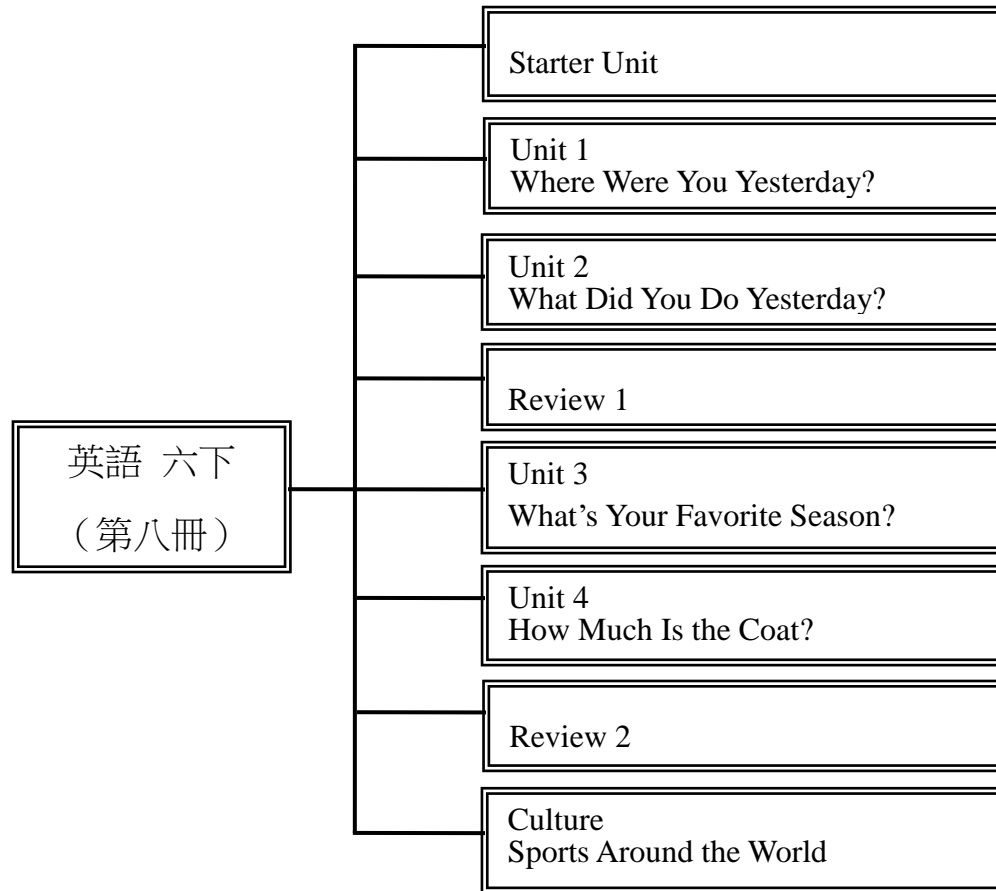 Starter Unit
Unit 1
Where Were You Yesterday?
Unit 2
What Did You Do Yesterday?
Review 1
英語 六下
（第八冊）
Unit 3
What’s Your Favorite Season?
Unit 4
How Much Is the Coat?
Review 2
Culture
Sports Around the World